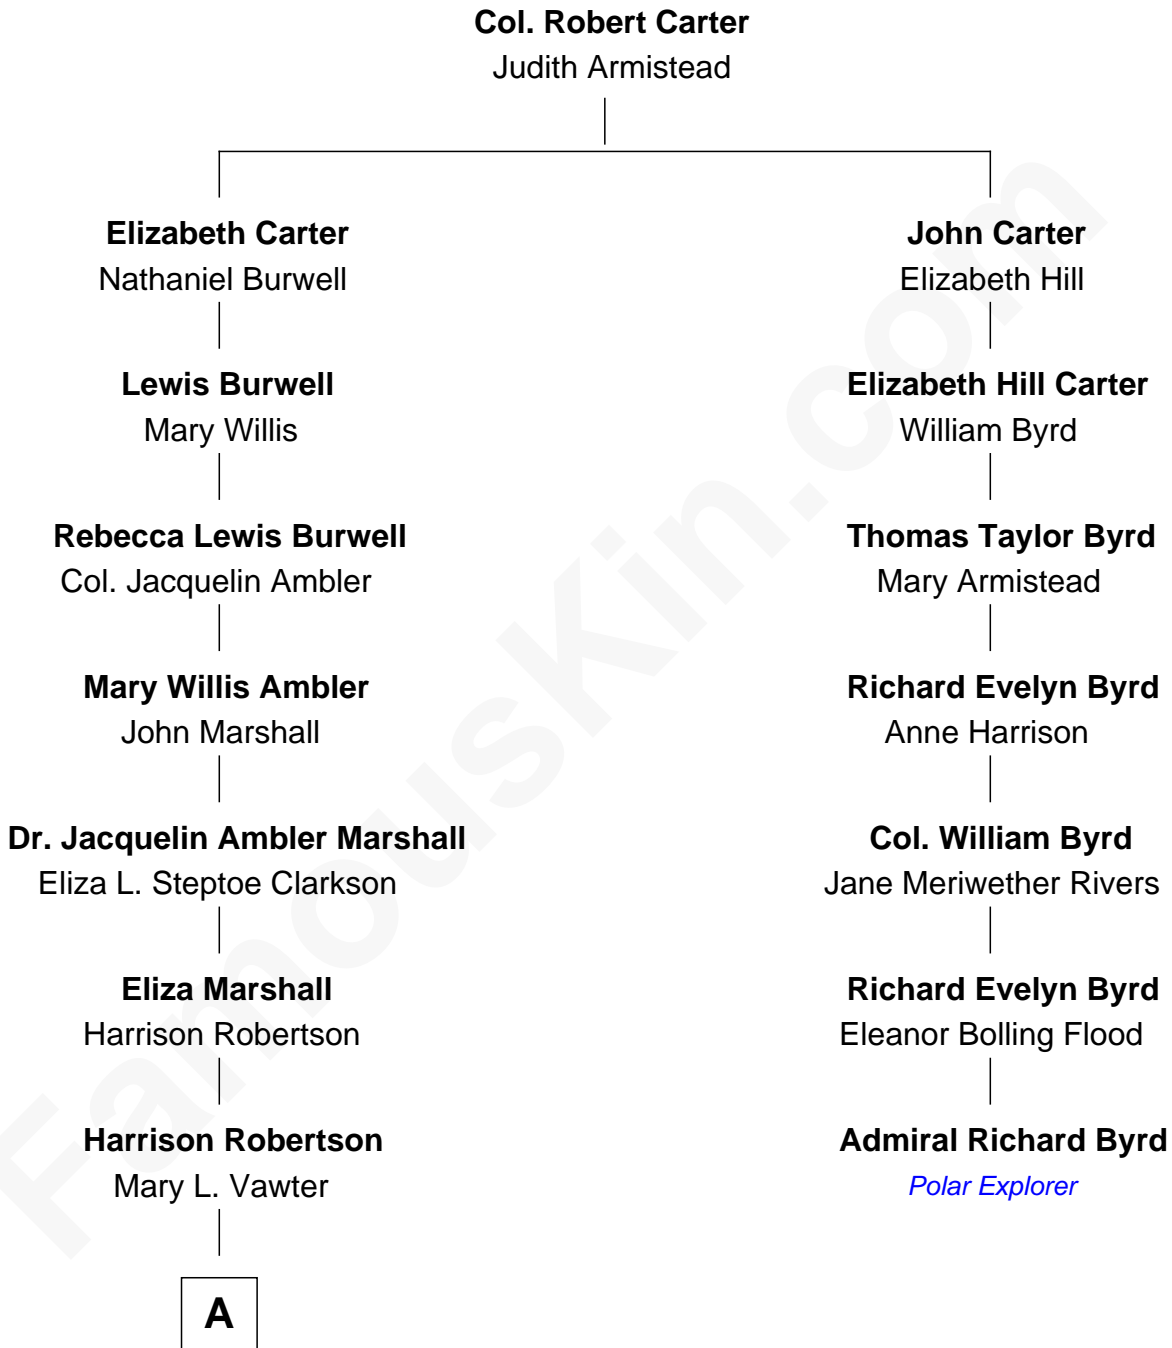 Col. Robert Carter
Judith Armistead
Elizabeth Carter
Nathaniel Burwell
John Carter
Elizabeth Hill
Lewis Burwell
Mary Willis
Elizabeth Hill Carter
William Byrd
Rebecca Lewis Burwell
Col. Jacquelin Ambler
Thomas Taylor Byrd
Mary Armistead
Mary Willis Ambler
John Marshall
Richard Evelyn Byrd
Anne Harrison
Dr. Jacquelin Ambler Marshall
Eliza L. Steptoe Clarkson
Col. William Byrd
Jane Meriwether Rivers
Eliza Marshall
Harrison Robertson
Richard Evelyn Byrd
Eleanor Bolling Flood
Harrison Robertson
Mary L. Vawter
Admiral Richard Byrd
Polar Explorer
A
FamousKin.com